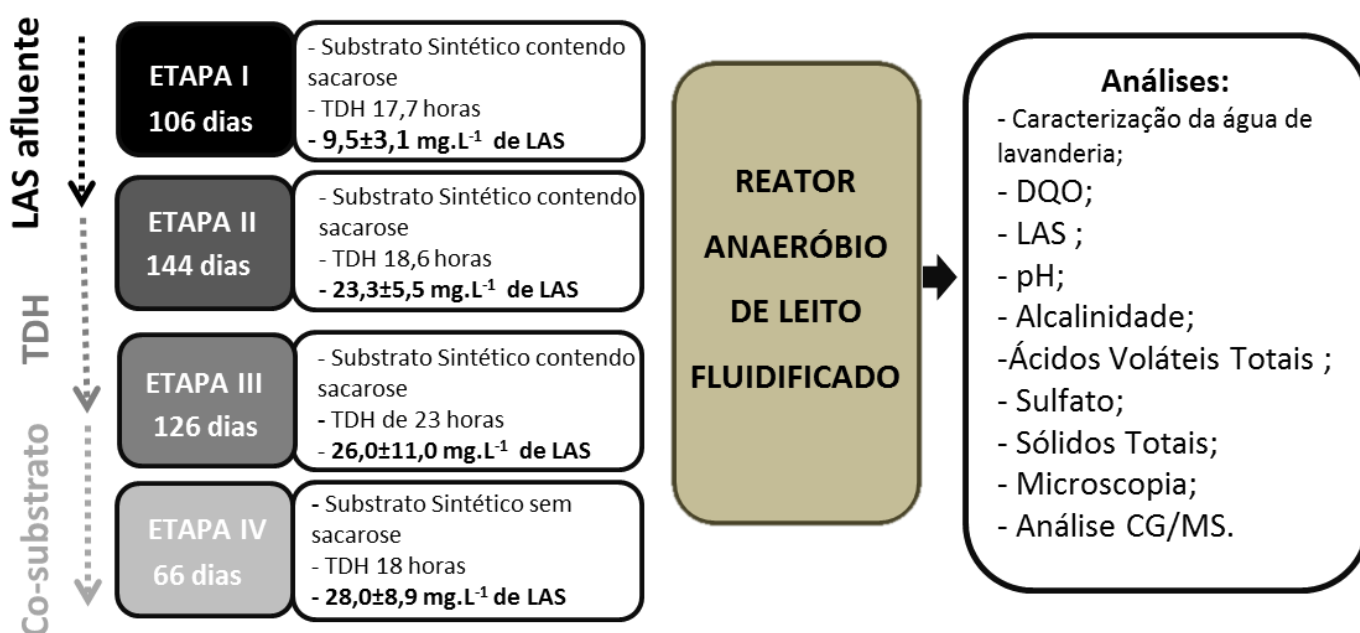 LAS afluente
TDH
Co-substrato
ETAPA I
106 dias
- Substrato Sintético contendo
sacarose
- TDH 17,7 horas
- 9,5±3,1 mg.L⁻¹ de LAS
ETAPA II
144 dias
- Substrato Sintético contendo
sacarose
- TDH 18,6 horas
- 23,3±5,5 mg.L⁻¹ de LAS
ETAPA III
126 dias
- Substrato Sintético contendo
sacarose
- TDH de 23 horas
- 26,0±11,0 mg.L⁻¹ de LAS
ETAPA IV
66 dias
- Substrato Sintético sem
sacarose
- TDH 18 horas
- 28,0±8,9 mg.L⁻¹ de LAS
REATOR
ANAERÓBIO
DE LEITO
FLUIDIFICADO
Análises:
- Caracterização da água de
lavanderia;
- DQO;
- LAS ;
- pH;
- Alcalinidade;
-Ácidos Voláteis Totais ;
- Sulfato;
- Sólidos Totais;
- Microscopia;
- Análise CG/MS.